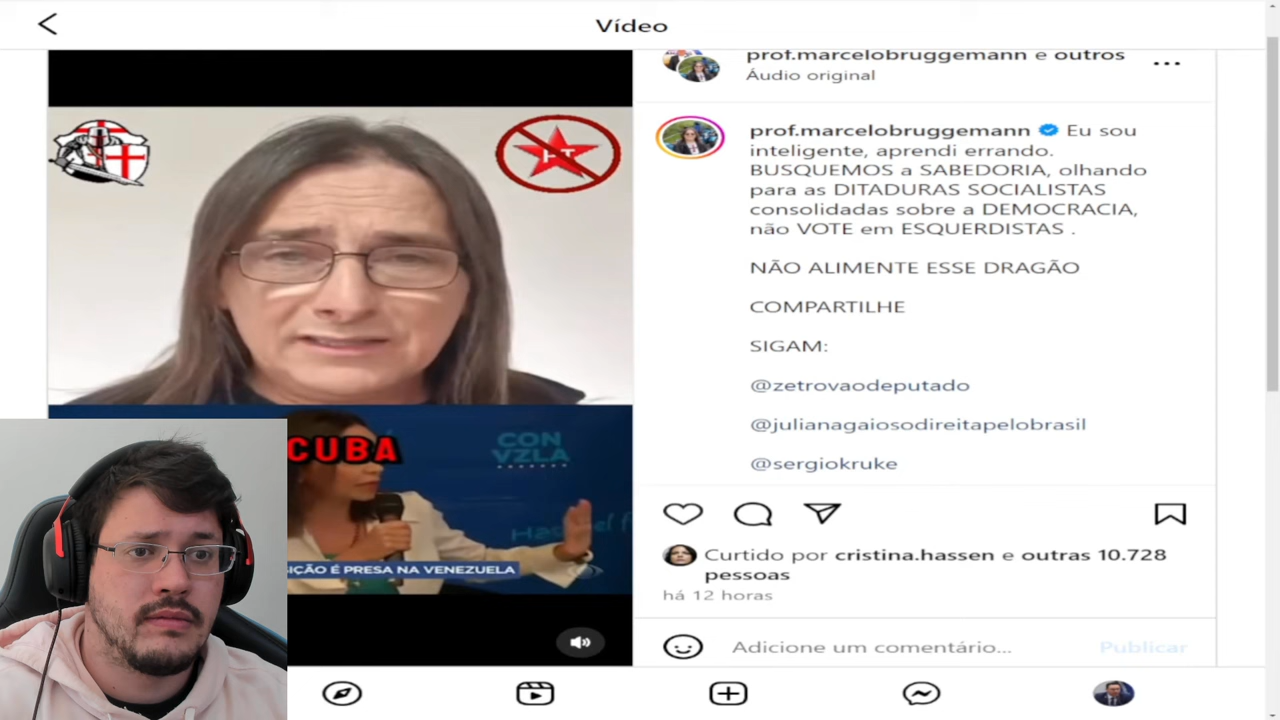 Vídeo
prof.marcelobruggemann e outros
Áudio original
prof.marcelobruggemann Eu sou
inteligente, aprendi errando.
BUSQUEMOS a SABEDORIA, olhando
para as DITADURAS SOCIALISTAS
consolidadas sobre a DEMOCRACIA,
não VOTE em ESQUERDISTAS .
NÃO ALIMENTE ESSE DRAGÃO
COMPARTILHE
SIGAM:
@zetrovaodeputado
@julianagaiosodireitapelobrasil
@sergiokruke
PT
CUBA
CON
VZLA
SIÇÃO É PRESA NA VENEZUELA
Curtido por cristina.hassen e outras 10.728
pessoas
há 12 horas
Adicione um comentário...
Publicar